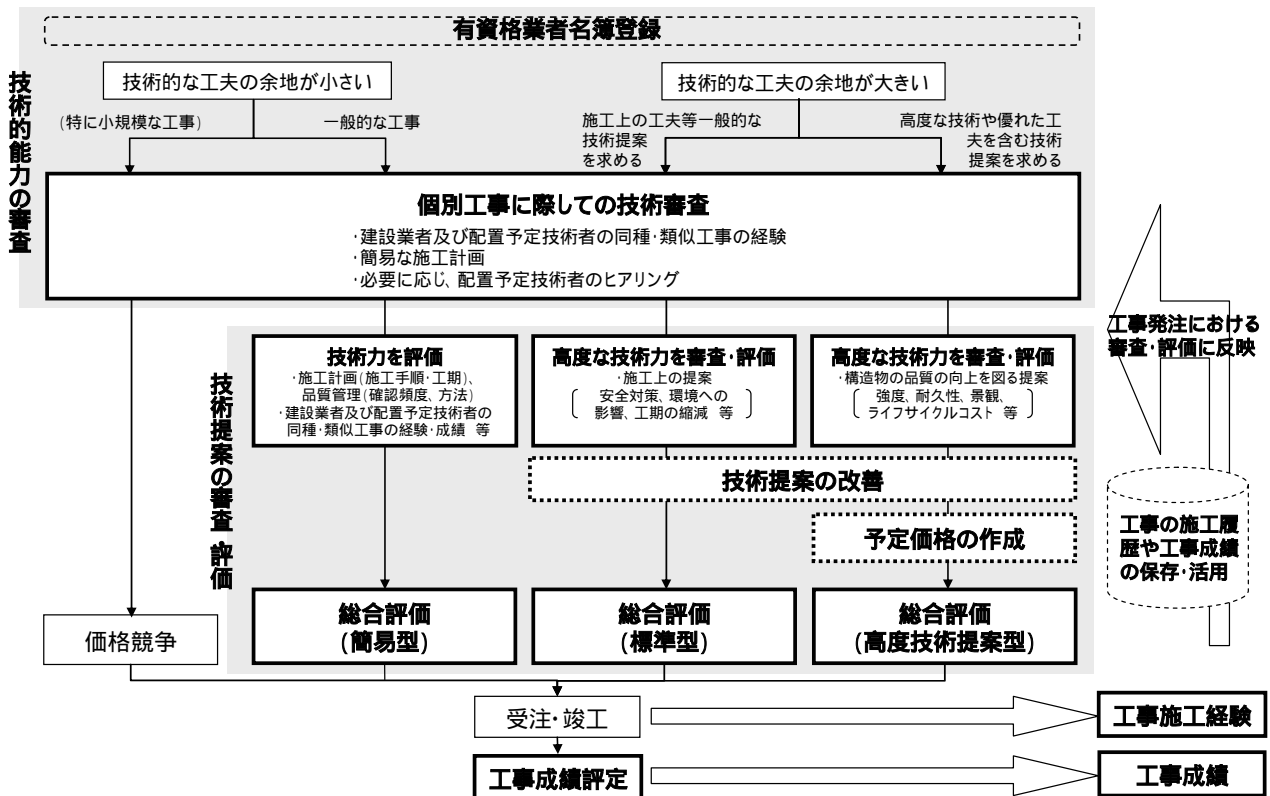 有資格業者名簿登録
技術的能力の審査
技術的な工夫の余地が小さい
技術的な工夫の余地が大きい
(特に小規模な工事)
一般的な工事
施工上の工夫等一般的な
技術提案
を求める
高度な技術や優れた工
夫を含む技術
提案を求める
個別工事に際しての技術審査
・建設業者及び配置予定技術者の同種・類似工事の経験
・簡易な施工計画
・必要に応じ、配置予定技術者のヒアリング
技術提案の審査・評価
技術力を評価
・施工計画(施工手順・工期)、
品質管理(確認頻度、方法)
・建設業者及び配置予定技術者の
同種・類似工事の経験・成績 等
高度な技術力を審査・評価
・施工上の提案
安全対策、環境への
影響、工期の縮減 等
高度な技術力を審査・評価
・構造物の品質の向上を図る提案
強度、耐久性、景観、
ライフサイクルコスト 等
技術提案の改善
予定価格の作成
価格競争
総合評価
(簡易型)
総合評価
(標準型)
総合評価
(高度技術提案型)
工事発注における
審査・評価に反映
工事の施工履
歴や工事成績
の保存・活用
受注・竣工
工事施工経験
工事成績評定
工事成績